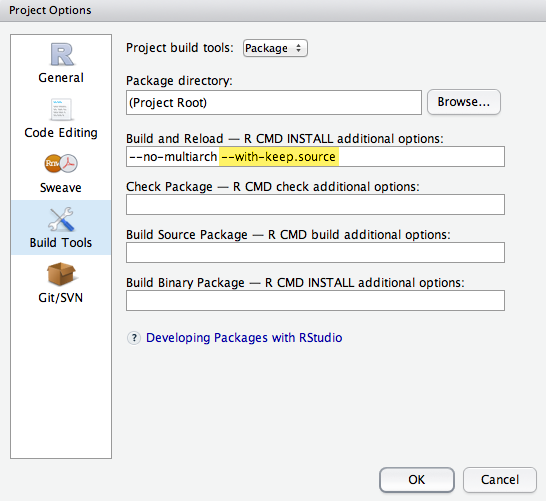 Project Options
General
Code Editing
Rnw
Sweave
Build Tools
Git/SVN
Project build tools: Package
Package directory:
(Project Root) Browse...
Build and Reload — R CMD INSTALL additional options:
--no-multiarch --with-keep.source
Check Package — R CMD check additional options:
Build Source Package — R CMD build additional options:
Build Binary Package — R CMD INSTALL additional options:
? Developing Packages with RStudio
OK Cancel